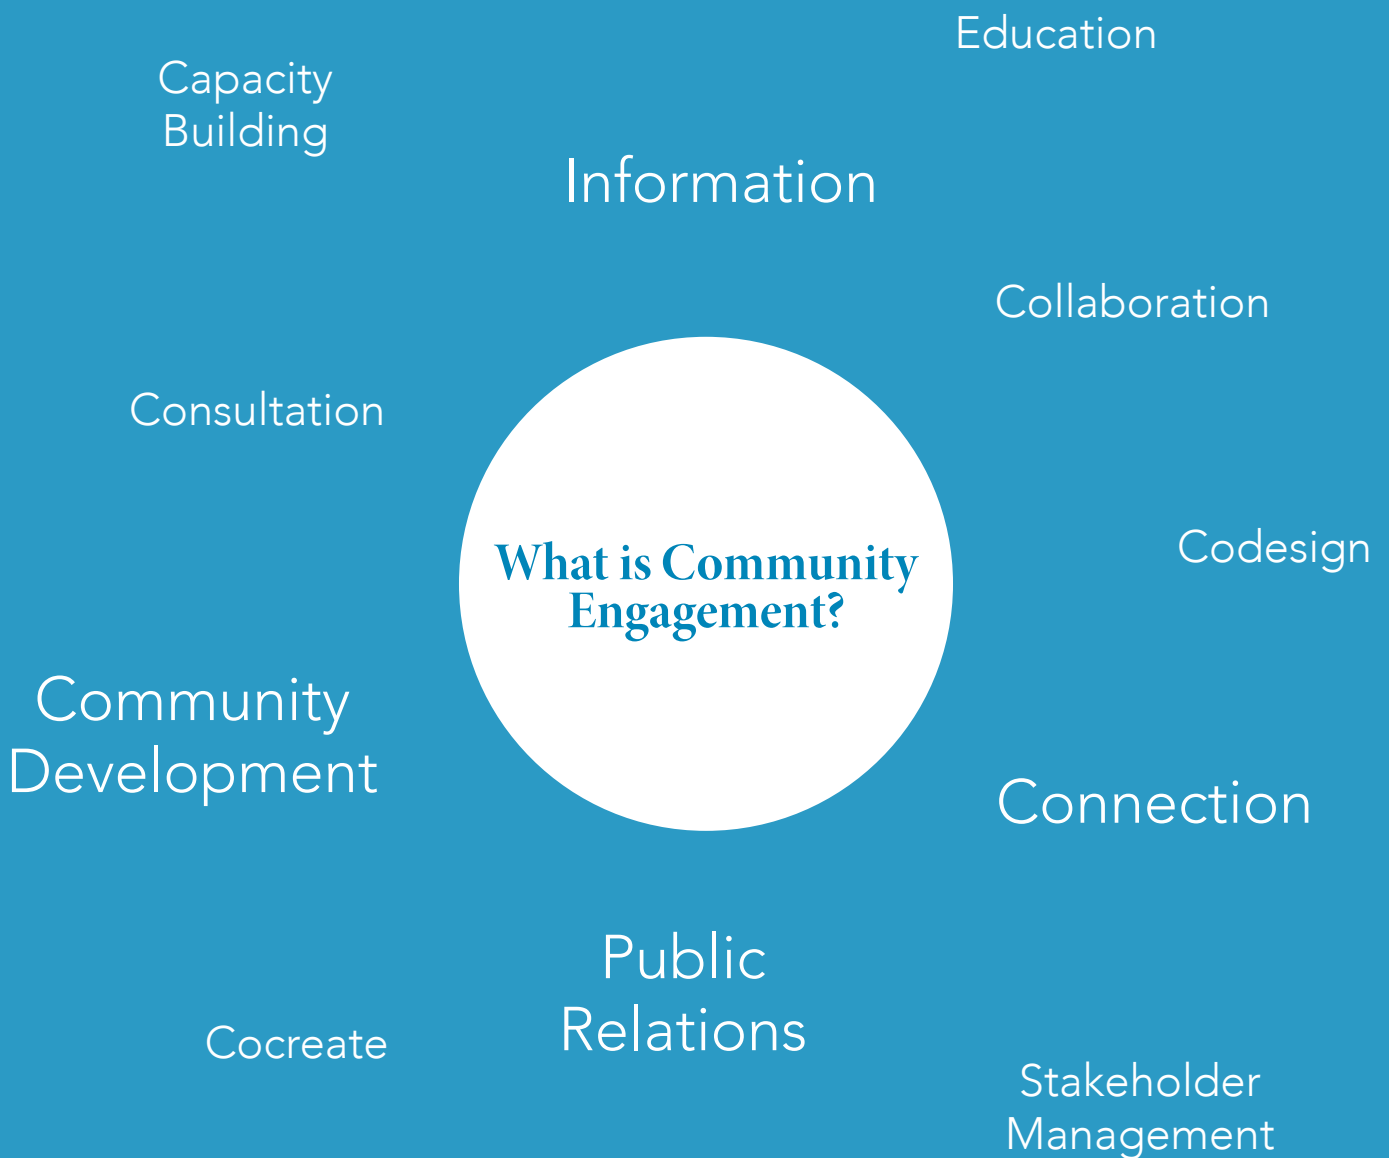 Education
Capacity
Building
Information
Collaboration
Consultation
What is Community
Engagement?
Codesign
Community
Development
Connection
Public
Relations
Cocreate
Stakeholder
Management